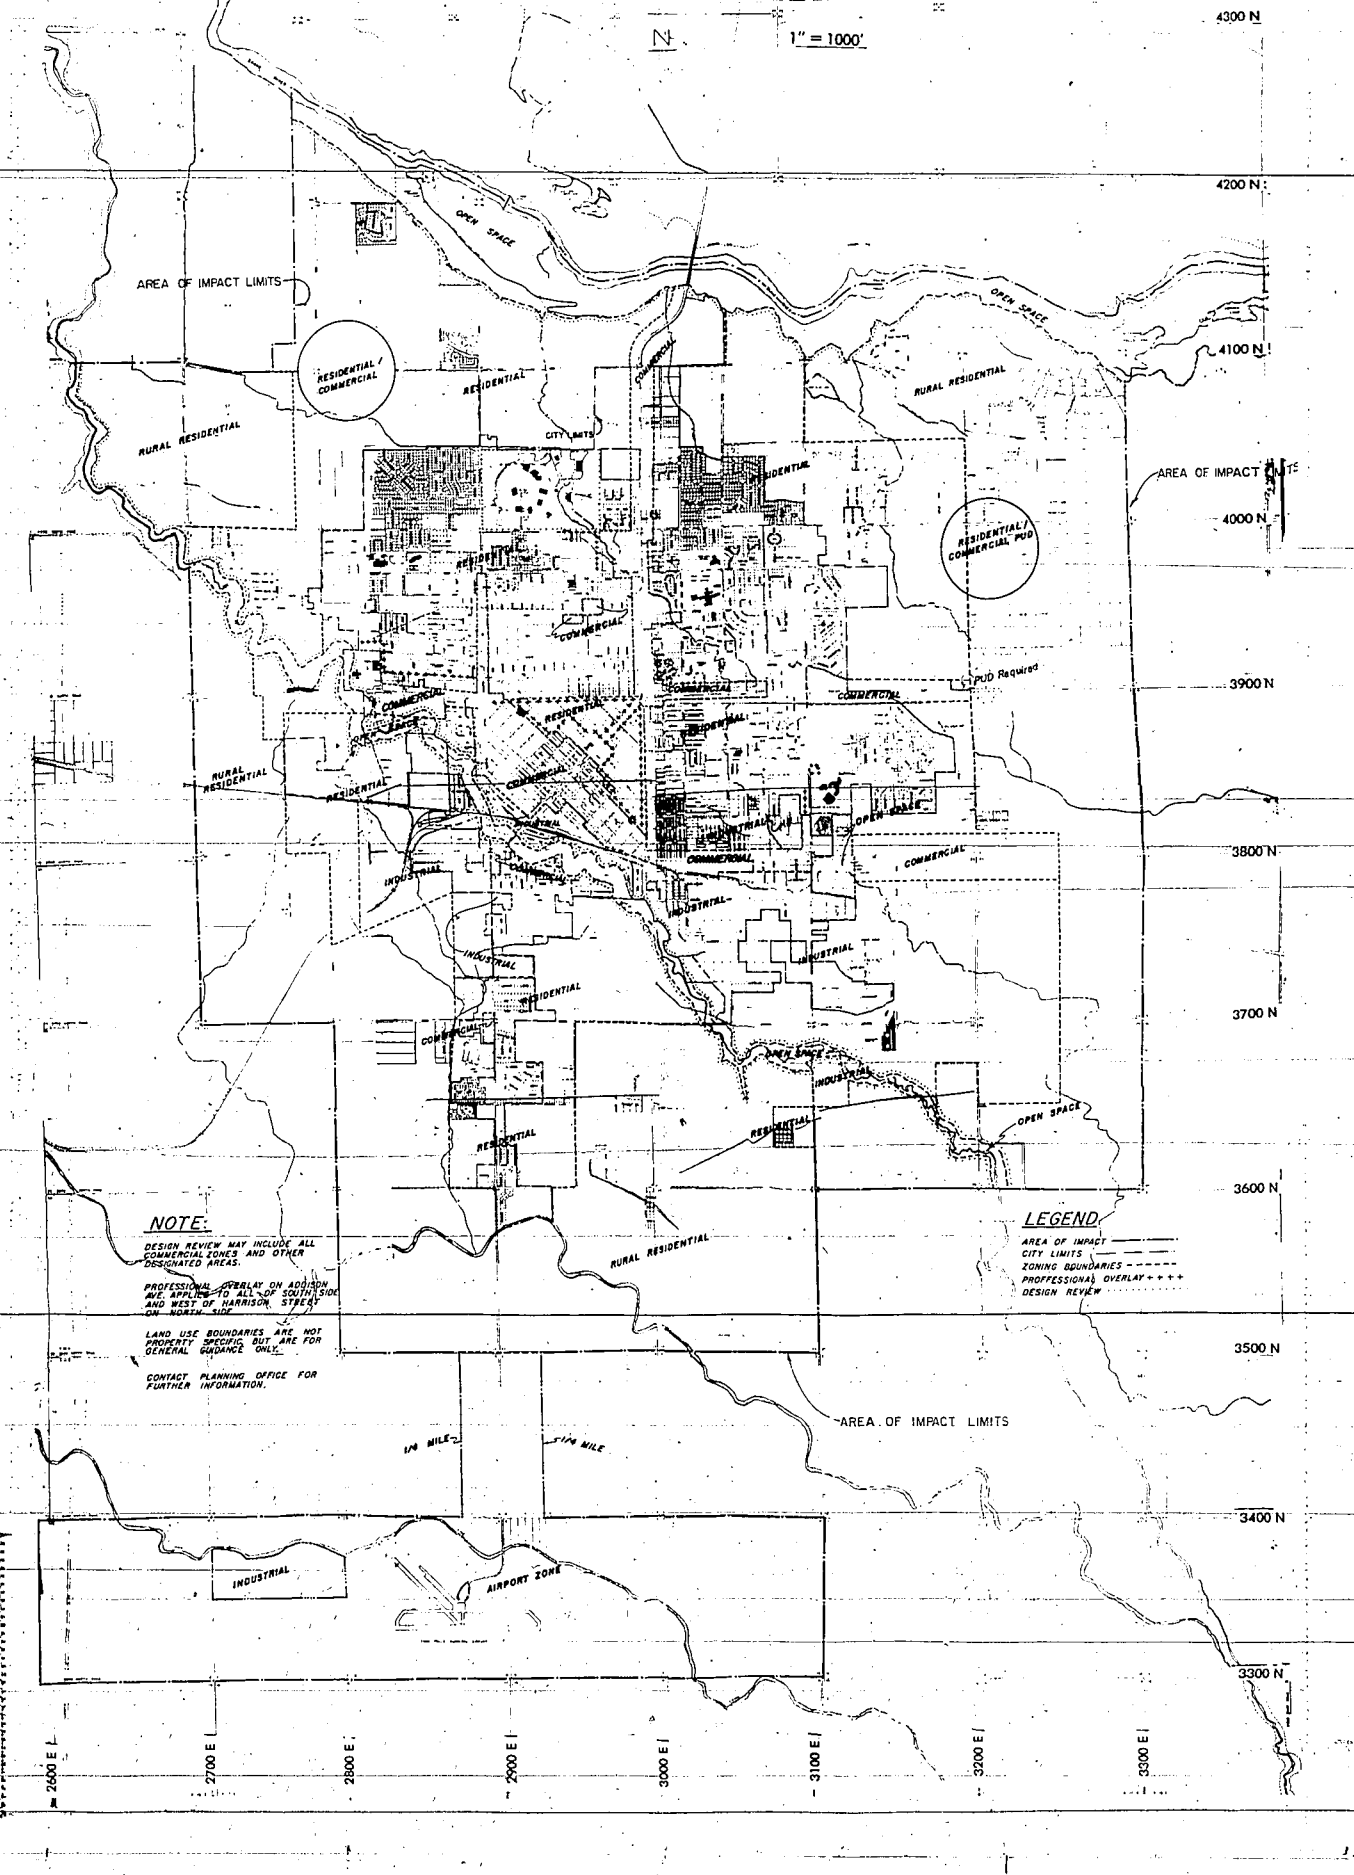 4300 N
N
1" = 1000'
4200 N
OPEN SPACE
AREA OF IMPACT LIMITS
OPEN SPACE
4100 N
RESIDENTIAL / COMMERCIAL
RESIDENTIAL
COMMERCIAL
RURAL RESIDENTIAL
RURAL RESIDENTIAL
CITY LIMITS
RESIDENTIAL
AREA OF IMPACT LIMITS
4000 N
RESIDENTIAL /
COMMERCIAL PUD
RESIDENTIAL
COMMERCIAL
PUD Required
3900 N
COMMERCIAL
COMMERCIAL
COMMERCIAL
RESIDENTIAL
RESIDENTIAL
OPEN SPACE
RURAL
RESIDENTIAL
RESIDENTIAL
COMMERCIAL
OPEN SPACE
INDUSTRIAL
INDUSTRIAL
3800 N
COMMERCIAL
COMMERCIAL
COMMERCIAL
INDUSTRIAL
INDUSTRIAL
INDUSTRIAL
INDUSTRIAL
RESIDENTIAL
3700 N
COMMERCIAL
OPEN SPACE
INDUSTRIAL
OPEN SPACE
RESIDENTIAL
RESIDENTIAL
3600 N
NOTE:
DESIGN REVIEW MAY INCLUDE ALL
COMMERCIAL ZONES AND OTHER
DESIGNATED AREAS.
PROFESSIONAL OVERLAY ON ADDISON
AVE. APPLIES TO ALL OF SOUTH SIDE
AND WEST OF HARRISON STREET
ON NORTH SIDE
LAND USE BOUNDARIES ARE NOT
PROPERTY SPECIFIC, BUT ARE FOR
GENERAL GUIDANCE ONLY.
CONTACT PLANNING OFFICE FOR
FURTHER INFORMATION.
RURAL RESIDENTIAL
LEGEND
AREA OF IMPACT
CITY LIMITS
ZONING BOUNDARIES
PROFFESSIONAL OVERLAY ++++
DESIGN REVIEW
3500 N
AREA OF IMPACT LIMITS
1/4 MILE
1/4 MILE
3400 N
INDUSTRIAL
AIRPORT ZONE
3300 N
2600 E
2700 E
2800 E
2900 E
3000 E
3100 E
3200 E
3300 E